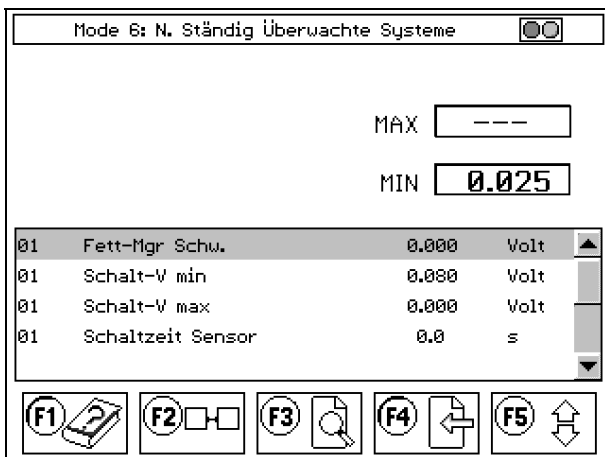 Mode 6: N. Ständig Überwachte Systeme
MAX ---
MIN 0.025
01 Fett-Mgr Schw. 0.000 Volt
01 Schalt-V min 0.080 Volt
01 Schalt-V max 0.000 Volt
01 Schaltzeit Sensor 0.0 s
F1 ? F2 F3 F4 F5